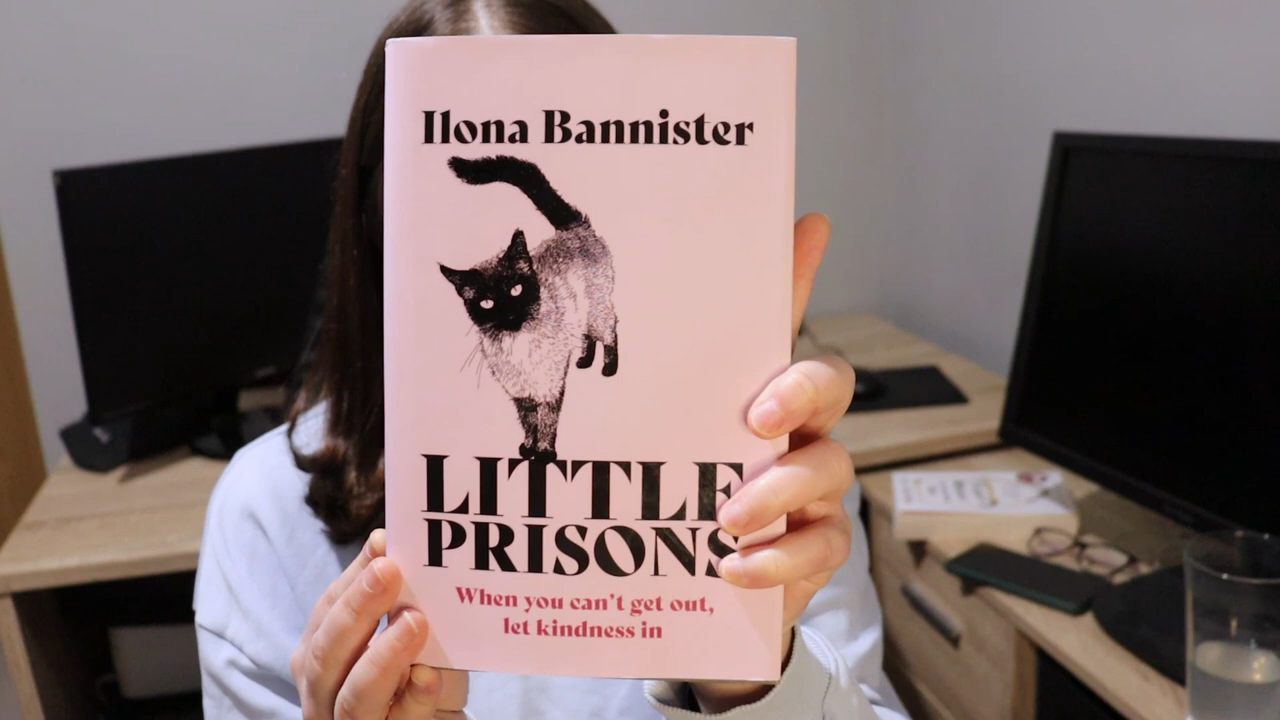 Ilona Bannister
LITTLE
PRISONS
When you can't get out,
let kindness in